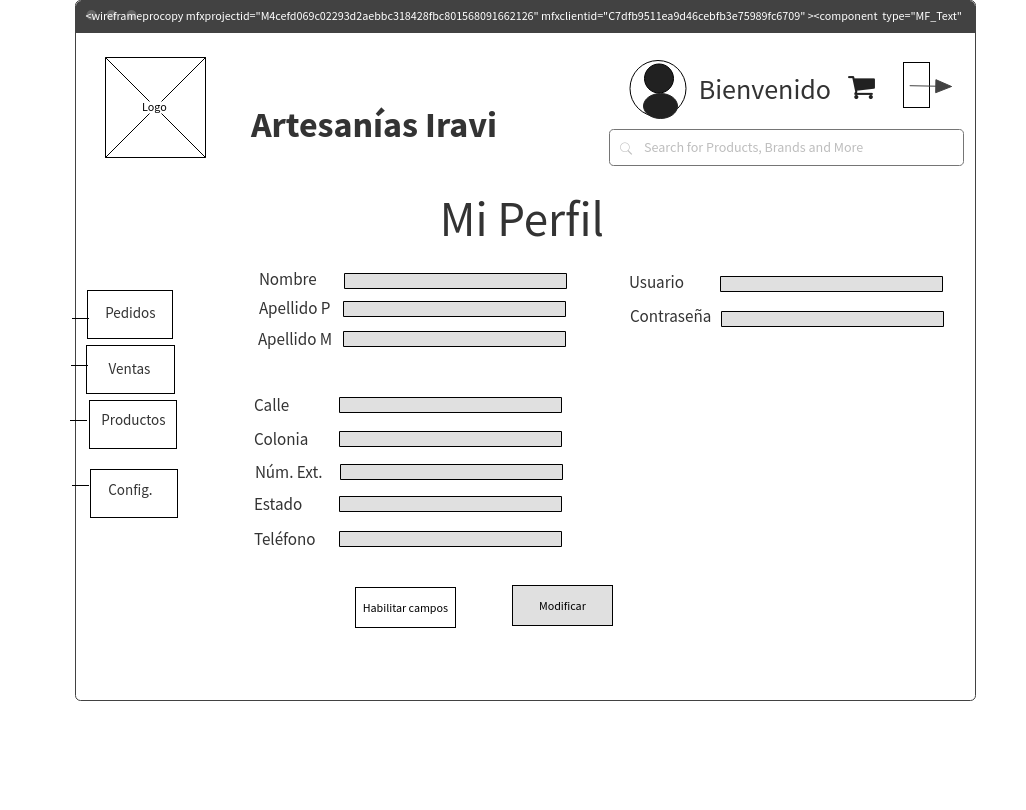 <wireframeprocopy mfxprojectid="M4cefd069c02293d2aebbc318428fbc801568091662126" mfxclientid="C7dfb9511ea9d46cebfb3e75989fc6709" ><component type="MF_Text"
Logo
Artesanías Iravi
Bienvenido
Search for Products, Brands and More
Mi Perfil
Pedidos
Ventas
Productos
Config.
Nombre
Apellido P
Apellido M
Calle
Colonia
Núm. Ext.
Estado
Teléfono
Usuario
Contraseña
Habilitar campos
Modificar